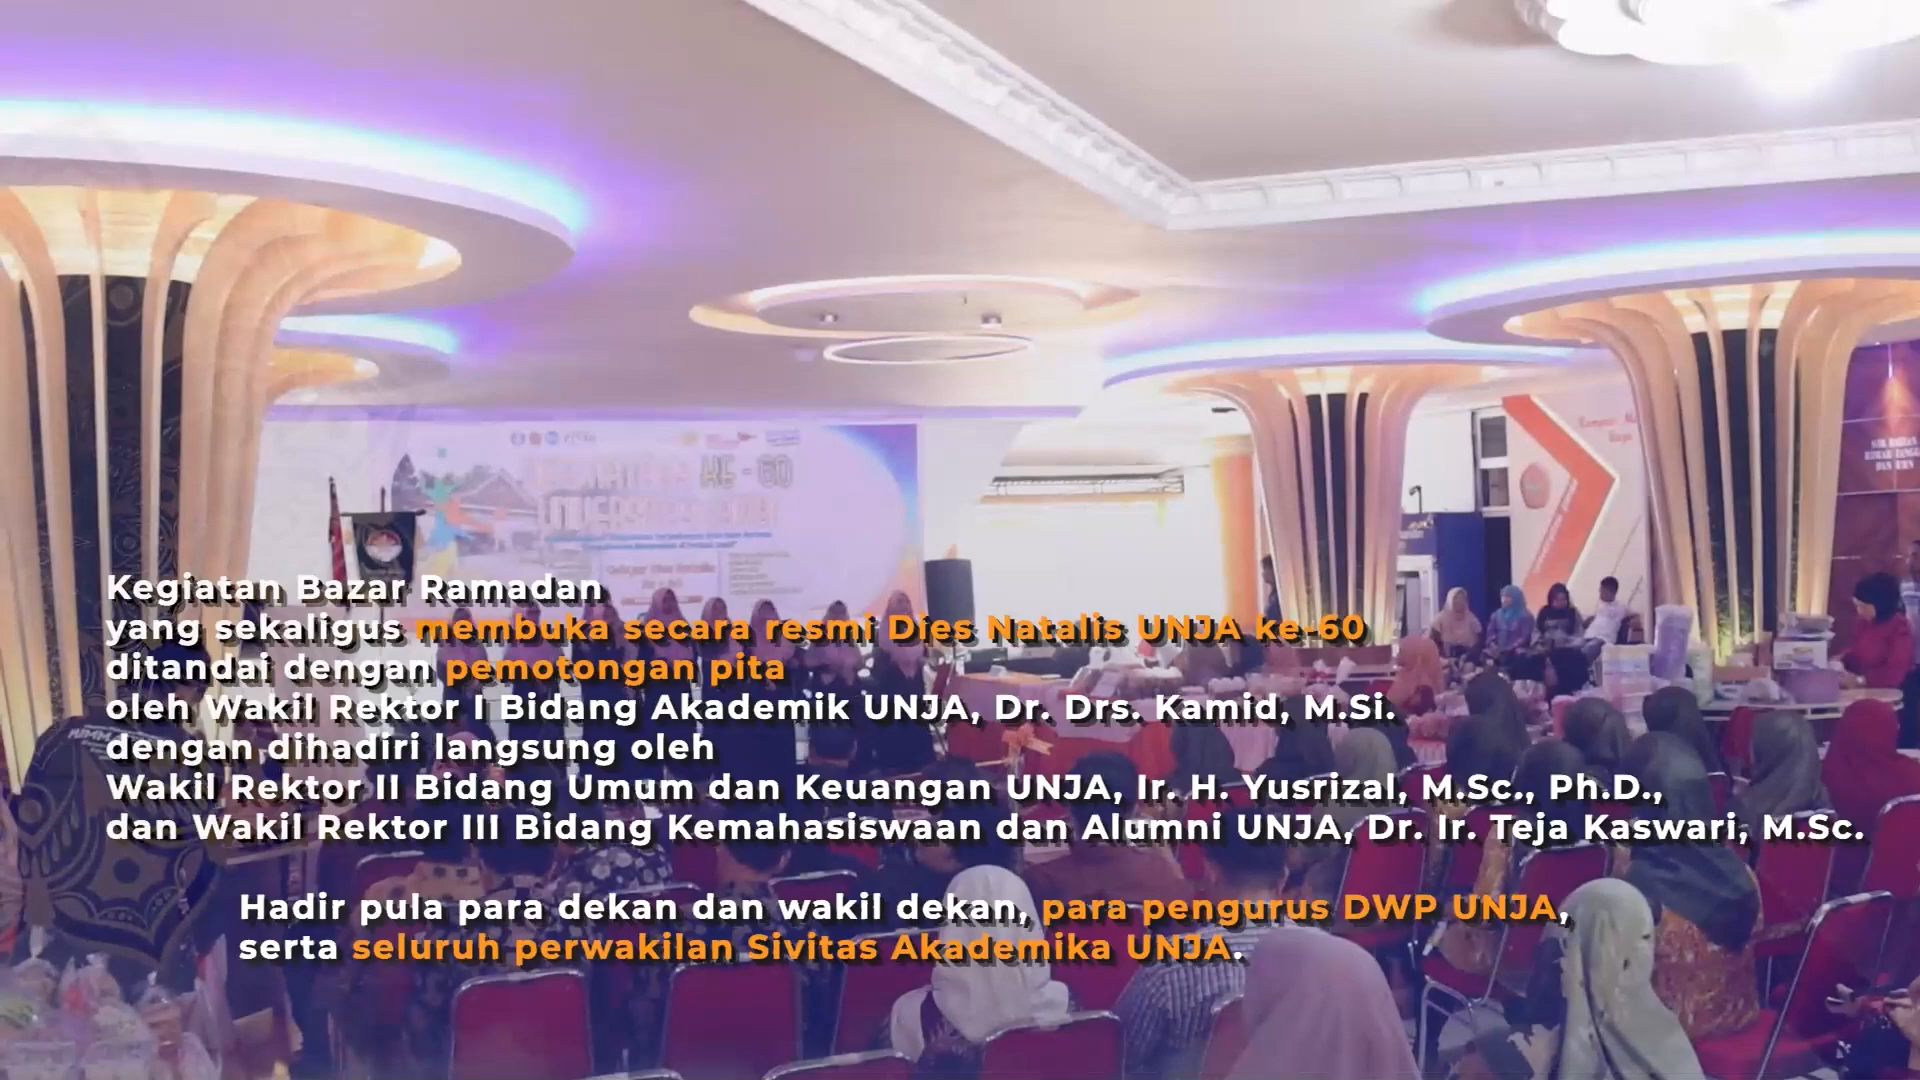 KE - 60
Kegiatan Bazar Ramadan
yang sekaligus membuka secara resmi Dies Natalis UNJA ke-60
ditandai dengan pemotongan pita
oleh Wakil Rektor I Bidang Akademik UNJA, Dr. Drs. Kamid, M.Si.
dengan dihadiri langsung oleh
Wakil Rektor II Bidang Umum dan Keuangan UNJA, Ir. H. Yusrizal, M.Sc., Ph.D.,
dan Wakil Rektor III Bidang Kemahasiswaan dan Alumni UNJA, Dr. Ir. Teja Kaswari, M.Sc.
Hadir pula para dekan dan wakil dekan, para pengurus DWP UNJA,
serta seluruh perwakilan Sivitas Akademika UNJA.